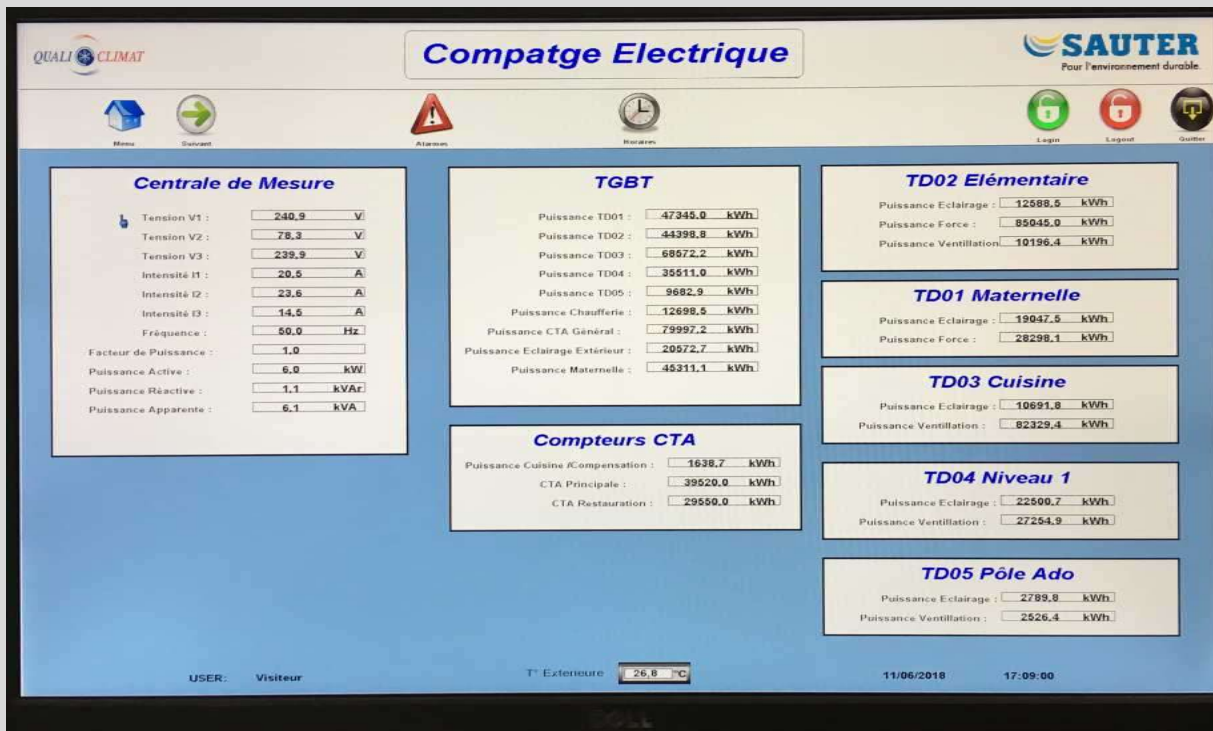 QUALI CLIMAT
Compatge Electrique
SAUTER
Pour l'environnement durable.
Menu
Suivant
Alarmes
Horaires
Login
Logout
Quitter
Centrale de Mesure
Tension V1 : 240,9 V
Tension V2 : 78,3 V
Tension V3 : 239,9 V
Intensité I1 : 20,5 A
Intensité I2 : 23,6 A
Intensité I3 : 14,5 A
Fréquence : 50,0 Hz
Facteur de Puissance : 1,0
Puissance Active : 6,0 kW
Puissance Réactive : 1,1 kVAr
Puissance Apparente : 6,1 kVA
TGBT
Puissance TD01 : 47345,0 kWh
Puissance TD02 : 44398,8 kWh
Puissance TD03 : 68572,2 kWh
Puissance TD04 : 35511,0 kWh
Puissance TD05 : 9682,9 kWh
Puissance Chaufferie : 12698,5 kWh
Puissance CTA Général : 79997,2 kWh
Puissance Eclairage Extérieur : 20572,7 kWh
Puissance Maternelle : 45311,1 kWh
Compteurs CTA
Puissance Cuisine /Compensation : 1638,7 kWh
CTA Principale : 39520,0 kWh
CTA Restauration : 29550,0 kWh
TD02 Elémentaire
Puissance Eclairage : 12588,5 kWh
Puissance Force : 85045,0 kWh
Puissance Ventillation 10196,4 kWh
TD01 Maternelle
Puissance Eclairage : 19047,5 kWh
Puissance Force : 28298,1 kWh
TD03 Cuisine
Puissance Eclairage : 10691,8 kWh
Puissance Ventillation : 82329,4 kWh
TD04 Niveau 1
Puissance Eclairage : 22500,7 kWh
Puissance Ventillation : 27254,9 kWh
TD05 Pôle Ado
Puissance Eclairage : 2789,8 kWh
Puissance Ventillation : 2526,4 kWh
USER: Visiteur
T° Exterieure 26,8 °C
11/06/2018 17:09:00
DELL